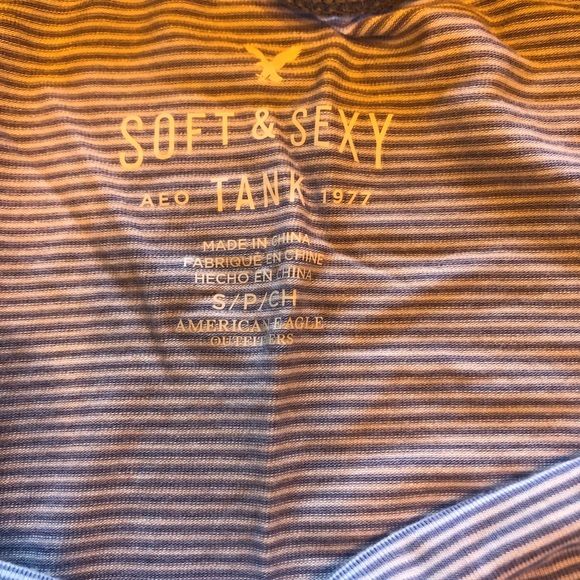 SOFT & SEXY
AEO TANK 1977
MADE IN CHINA
FABRIQUÉ EN CHINE
HECHO EN CHINA
S/P/CH
AMERICAN EAGLE
OUTFITTERS